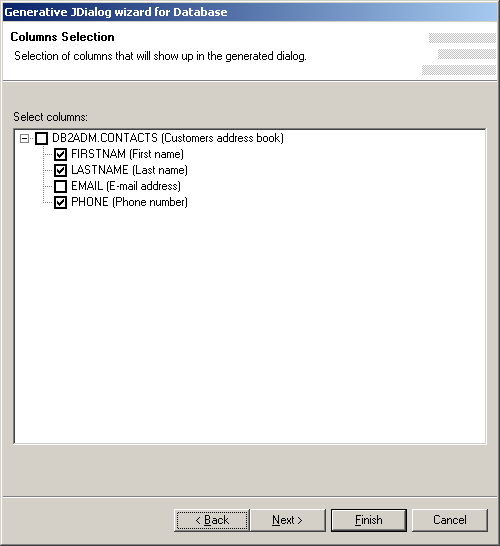 Generative JDialog wizard for Database
Columns Selection
Selection of columns that will show up in the generated dialog.
Select columns:
DB2ADM.CONTACTS (Customers address book)
FIRSTNAM (First name)
LASTNAME (Last name)
EMAIL (E-mail address)
PHONE (Phone number)
< Back Next > Finish Cancel